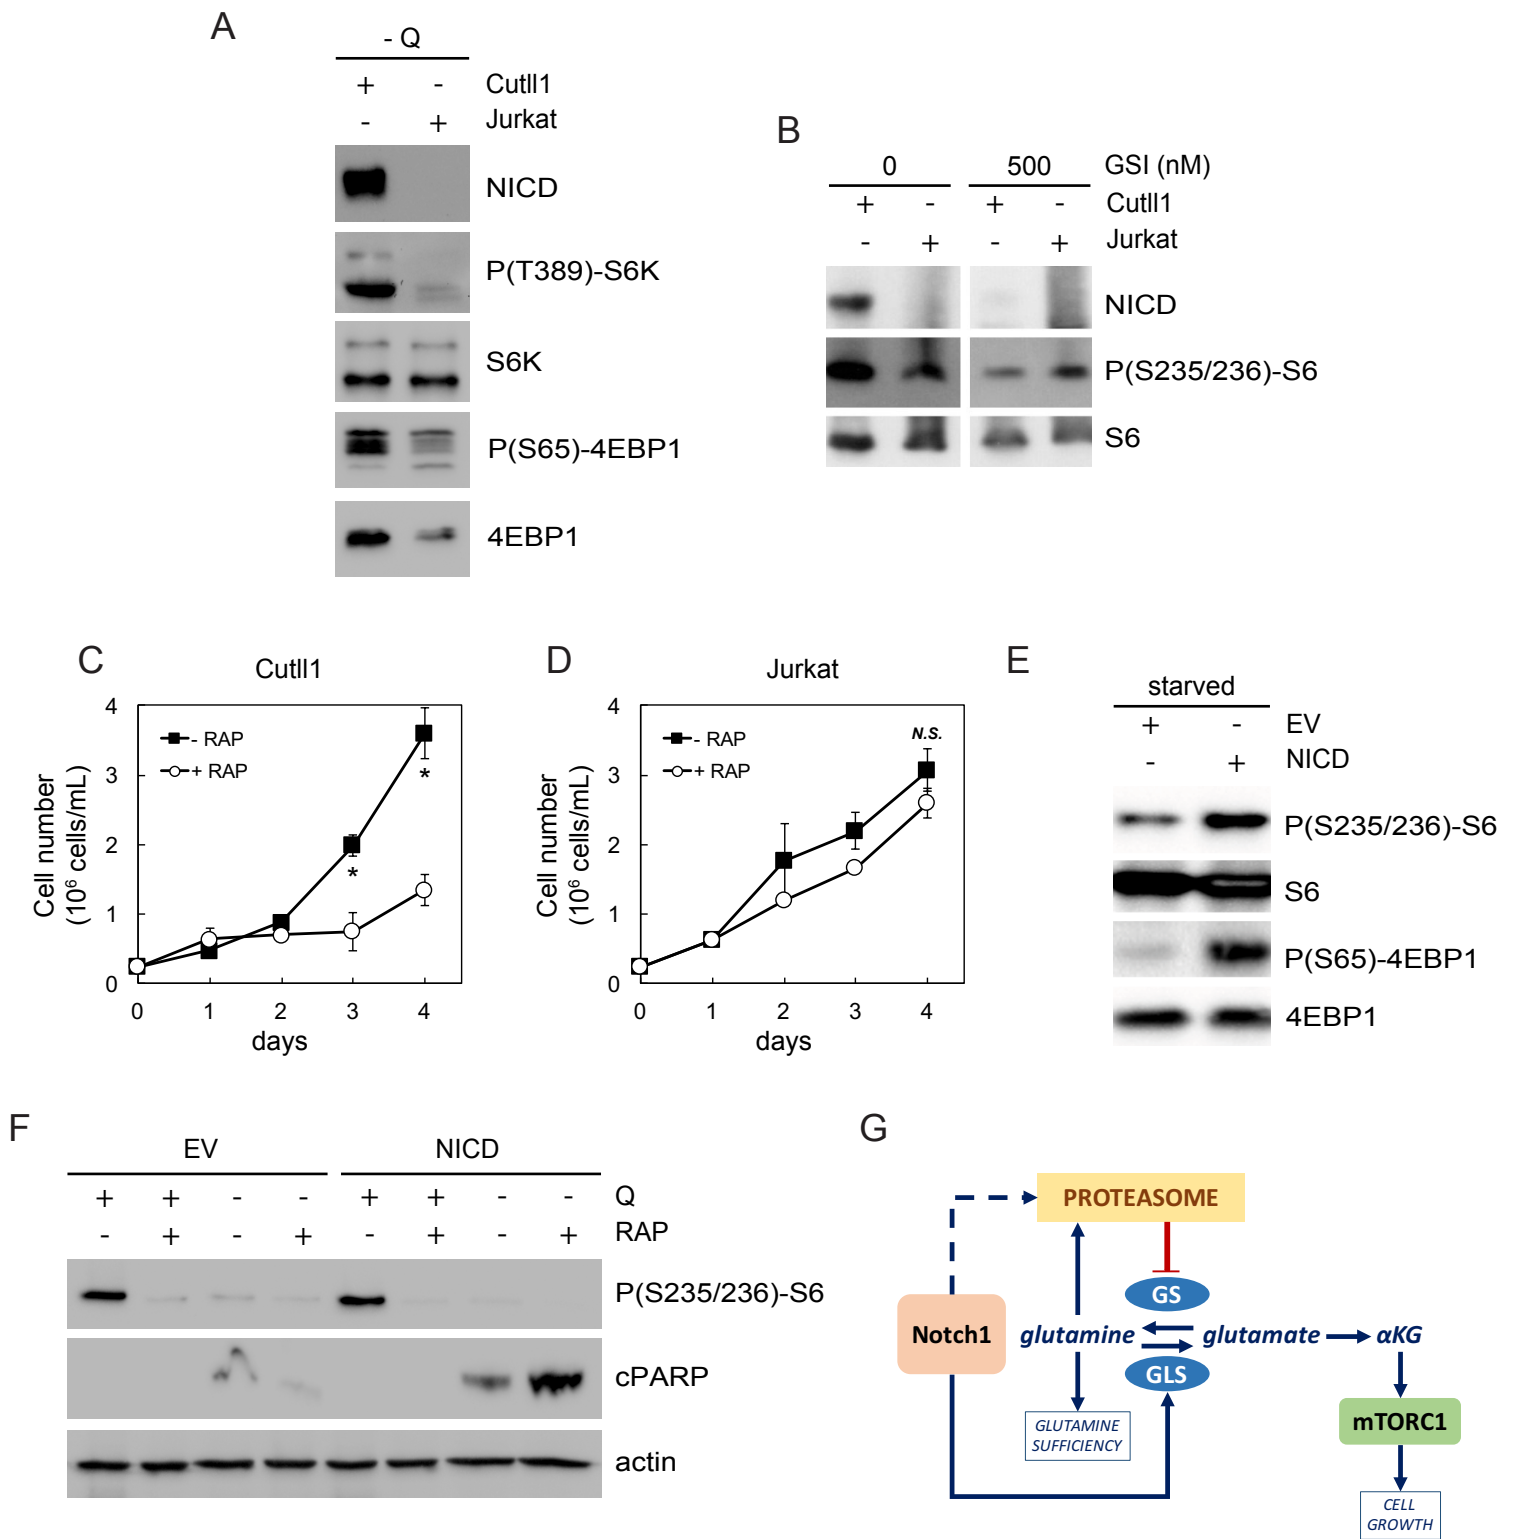 A
- Q
+ - Cutll1
- + Jurkat
NICD
P(T389)-S6K
S6K
P(S65)-4EBP1
4EBP1
B
0 500 GSI (nM)
+ - + - Cutll1
- + - + Jurkat
NICD
P(S235/236)-S6
S6
C
Cutll1
Cell number
(10⁶ cells/mL)
4
3
2
1
0
- RAP
+ RAP
*
*
0 1 2 3 4
days
D
Jurkat
Cell number
(10⁶ cells/mL)
4
3
2
1
0
- RAP
+ RAP
N.S.
0 1 2 3 4
days
E
starved
+ - EV
- + NICD
P(S235/236)-S6
S6
P(S65)-4EBP1
4EBP1
F
EV NICD
+ + - - + + - - Q
- + - + - + - + RAP
P(S235/236)-S6
cPARP
actin
G
PROTEASOME
GS
Notch1 glutamine glutamate αKG
GLS
GLUTAMINE
SUFFICIENCY
mTORC1
CELL
GROWTH